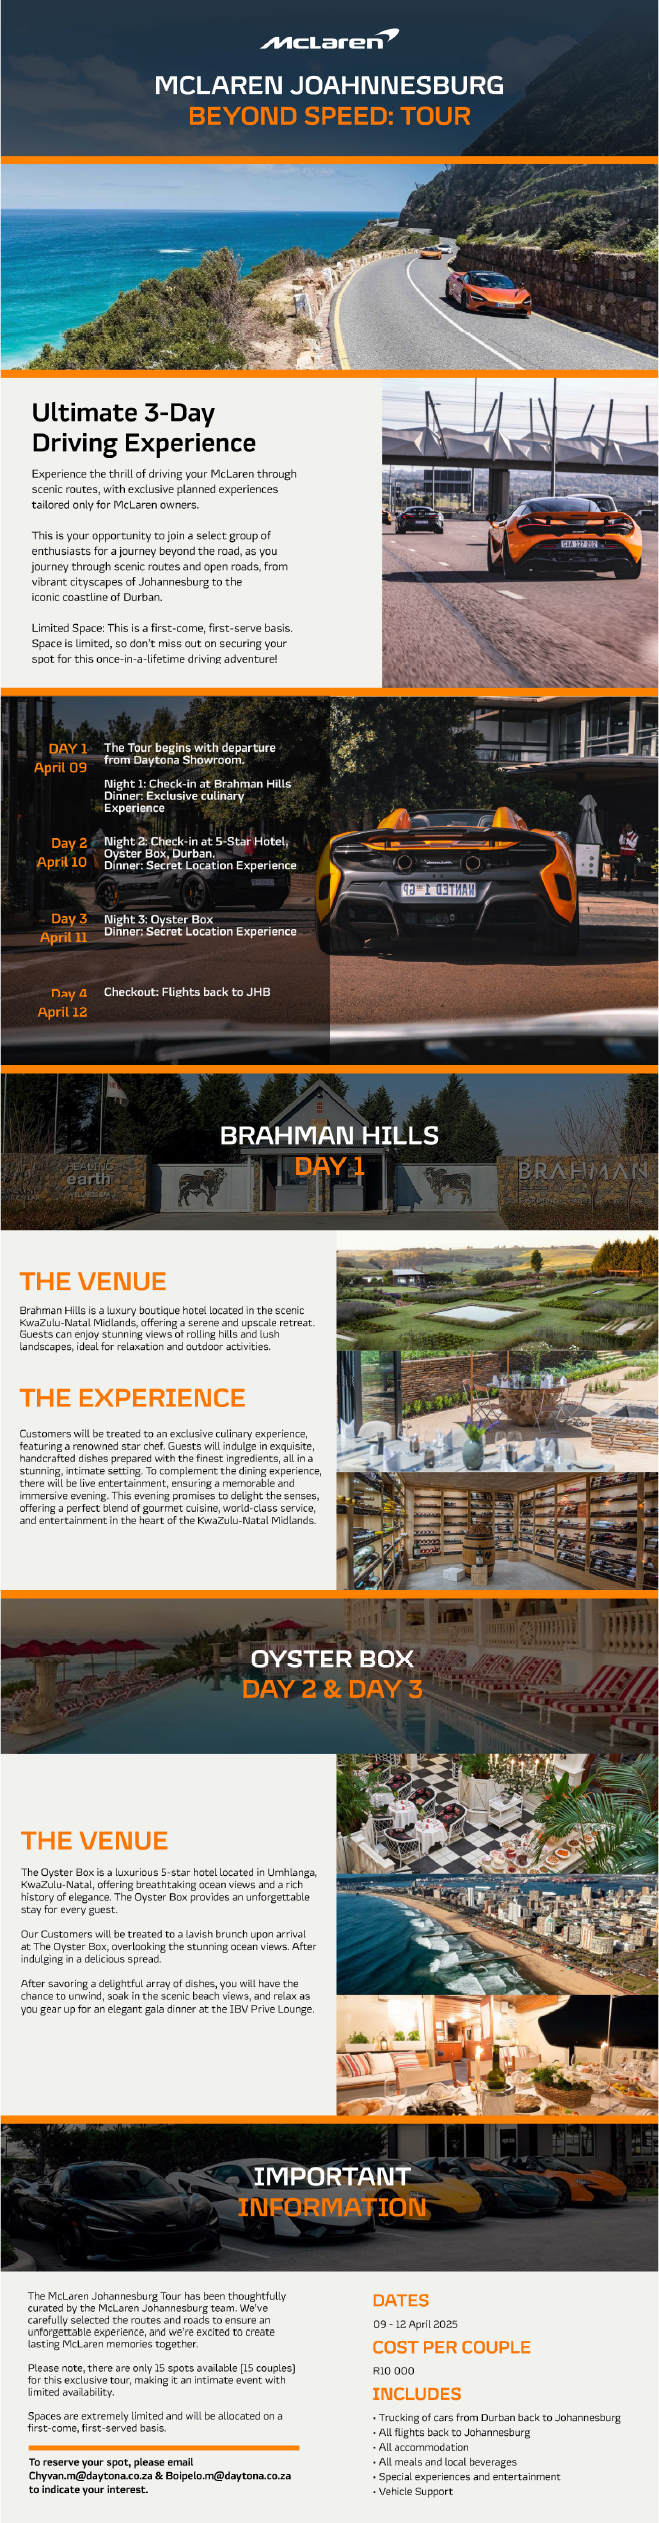 McLaren
MCLAREN JOAHNNESBURG
BEYOND SPEED: TOUR
Ultimate 3-Day
Driving Experience
Experience the thrill of driving your McLaren through
scenic routes, with exclusive planned experiences
tailored only for McLaren owners.
This is your opportunity to join a select group of
enthusiasts for a journey beyond the road, as you
journey through scenic routes and open roads, from
vibrant cityscapes of Johannesburg to the
iconic coastline of Durban.
Limited Space: This is a first-come, first-serve basis.
Space is limited, so don't miss out on securing your
spot for this once-in-a-lifetime driving adventure!
DAY 1
April 09
The Tour begins with departure
from Daytona Showroom.
Night 1: Check-in at Brahman Hills
Dinner: Exclusive culinary
Experience
Day 2
April 10
Night 2: Check-in at 5-Star Hotel,
Oyster Box, Durban.
Dinner: Secret Location Experience
Day 3
April 11
Night 3: Oyster Box
Dinner: Secret Location Experience
Day 4
April 12
Checkout: Flights back to JHB
WANTED 1 GP
BRAHMAN HILLS
DAY 1
HEALING
earth
BRAHMAN
THE VENUE
Brahman Hills is a luxury boutique hotel located in the scenic
KwaZulu-Natal Midlands, offering a serene and upscale retreat.
Guests can enjoy stunning views of rolling hills and lush
landscapes, ideal for relaxation and outdoor activities.
THE EXPERIENCE
Customers will be treated to an exclusive culinary experience,
featuring a renowned star chef. Guests will indulge in exquisite,
handcrafted dishes prepared with the finest ingredients, all in a
stunning, intimate setting. To complement the dining experience,
there will be live entertainment, ensuring a memorable and
immersive evening. This evening promises to delight the senses,
offering a perfect blend of gourmet cuisine, world-class service,
and entertainment in the heart of the KwaZulu-Natal Midlands.
OYSTER BOX
DAY 2 & DAY 3
THE VENUE
The Oyster Box is a luxurious 5-star hotel located in Umhlanga,
KwaZulu-Natal, offering breathtaking ocean views and a rich
history of elegance. The Oyster Box provides an unforgettable
stay for every guest.
Our Customers will be treated to a lavish brunch upon arrival
at The Oyster Box, overlooking the stunning ocean views. After
indulging in a delicious spread.
After savoring a delightful array of dishes, you will have the
chance to unwind, soak in the scenic beach views, and relax as
you gear up for an elegant gala dinner at the IBV Prive Lounge.
IMPORTANT
INFORMATION
The McLaren Johannesburg Tour has been thoughtfully
curated by the McLaren Johannesburg team. We've
carefully selected the routes and roads to ensure an
unforgettable experience, and we're excited to create
lasting McLaren memories together.
Please note, there are only 15 spots available (15 couples)
for this exclusive tour, making it an intimate event with
limited availability.
Spaces are extremely limited and will be allocated on a
first-come, first-served basis.
To reserve your spot, please email
Chyvan.m@daytona.co.za & Boipelo.m@daytona.co.za
to indicate your interest.
DATES
09 - 12 April 2025
COST PER COUPLE
R10 000
INCLUDES
• Trucking of cars from Durban back to Johannesburg
• All flights back to Johannesburg
• All accommodation
• All meals and local beverages
• Special experiences and entertainment
• Vehicle Support